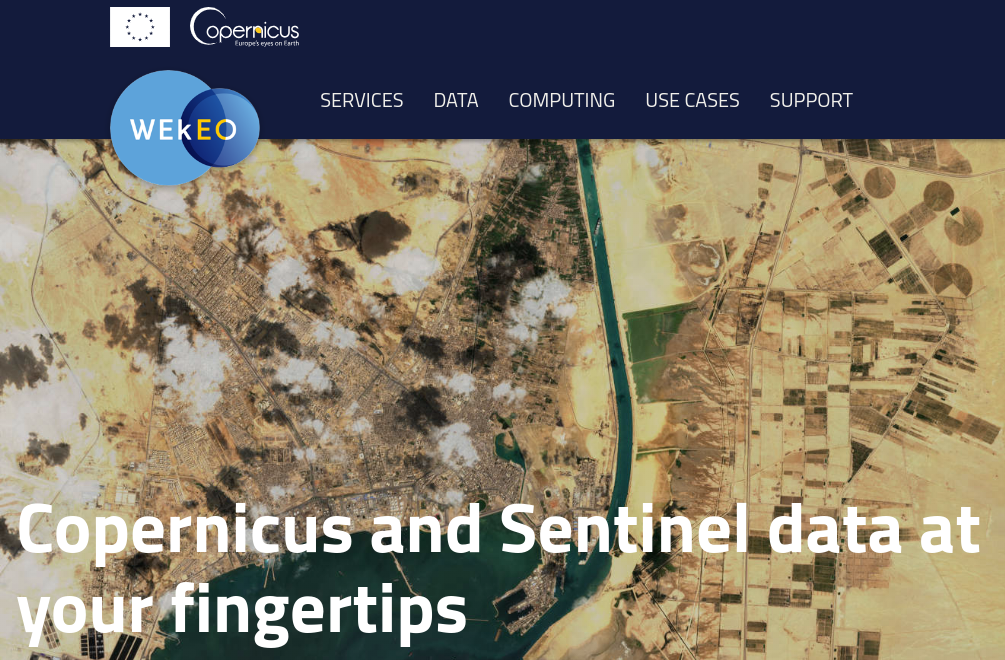 Copernicus
Europe's eyes on Earth
WEkEO
SERVICES DATA COMPUTING USE CASES SUPPORT
Copernicus and Sentinel data at
your fingertips